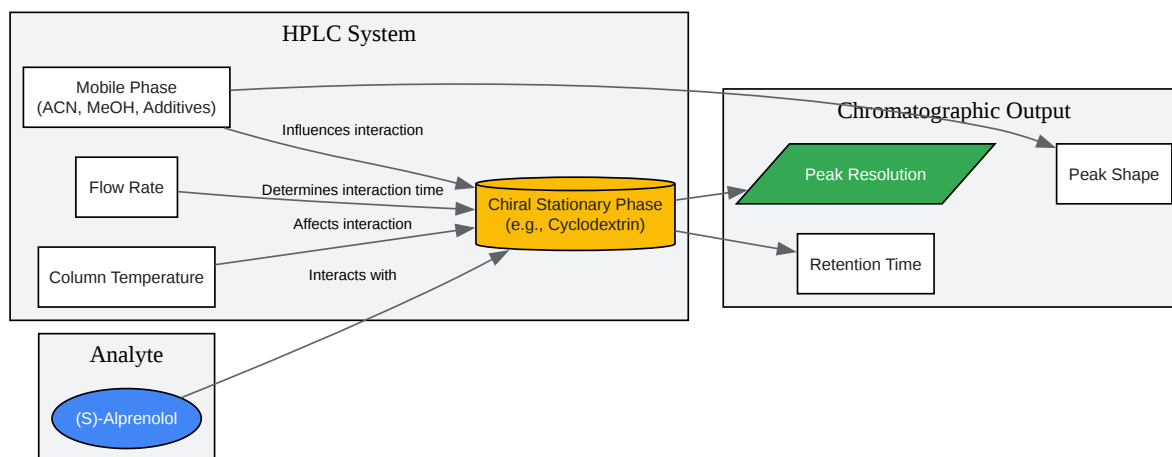 HPLC System
Mobile Phase
(ACN, MeOH, Additives)
Influences interaction
Flow Rate
Determines interaction time
Chiral Stationary Phase
(e.g., Cyclodextrin)
Affects interaction
Column Temperature
Interacts with
Analyte
(S)-Alprenolol
Chromatographic Output
Peak Resolution
Peak Shape
Retention Time